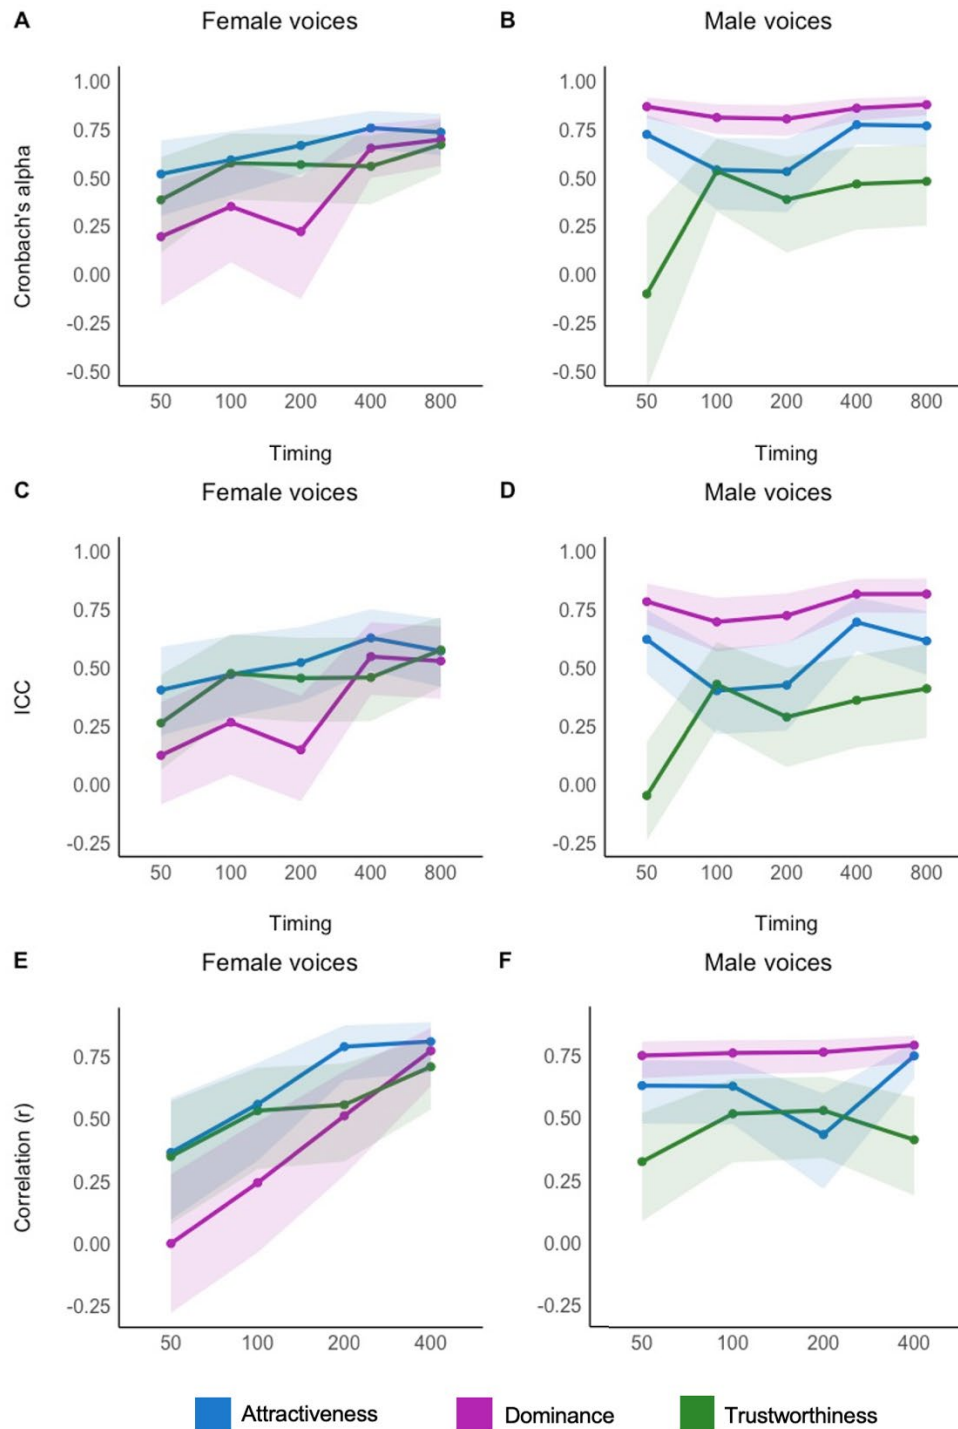 A Female voices
B Male voices
Cronbach's alpha
1.00
0.75
0.50
0.25
0.00
-0.25
-0.50
50 100 200 400 800
Timing
1.00
0.75
0.50
0.25
0.00
-0.25
-0.50
50 100 200 400 800
Timing
C Female voices
D Male voices
ICC
1.00
0.75
0.50
0.25
0.00
-0.25
50 100 200 400 800
Timing
1.00
0.75
0.50
0.25
0.00
-0.25
50 100 200 400 800
Timing
E Female voices
F Male voices
Correlation (r)
0.75
0.50
0.25
0.00
-0.25
50 100 200 400
0.75
0.50
0.25
0.00
-0.25
50 100 200 400
Attractiveness Dominance Trustworthiness